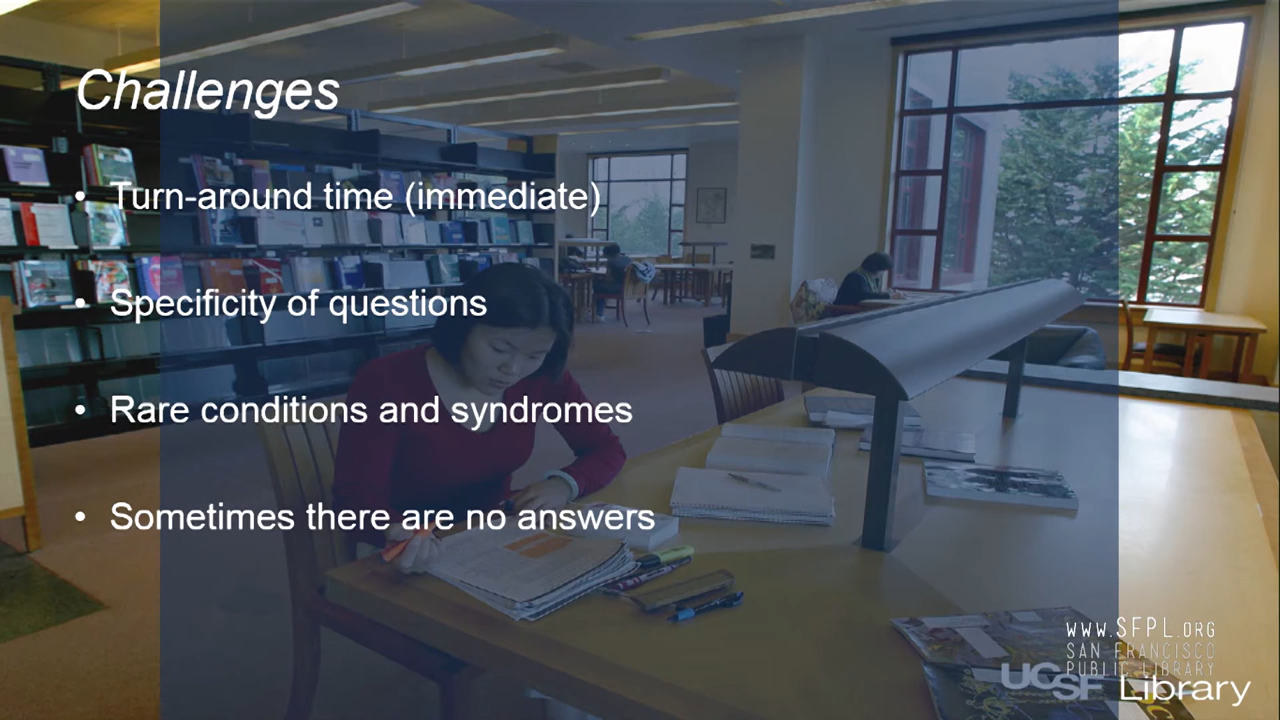 Challenges
• Turn-around time (immediate)
• Specificity of questions
• Rare conditions and syndromes
• Sometimes there are no answers
WWW.SFPL.ORG
SAN FRANCISCO
PUBLIC LIBRARY
UCSF Library